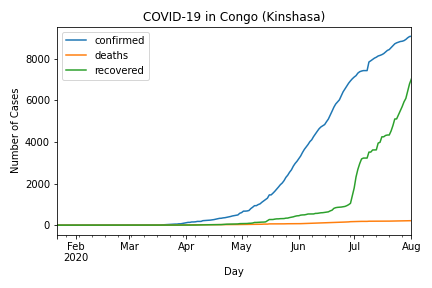 COVID-19 in Congo (Kinshasa)
confirmed
deaths
recovered
Number of Cases
8000
6000
4000
2000
0
Feb Mar Apr May Jun Jul Aug
2020
Day